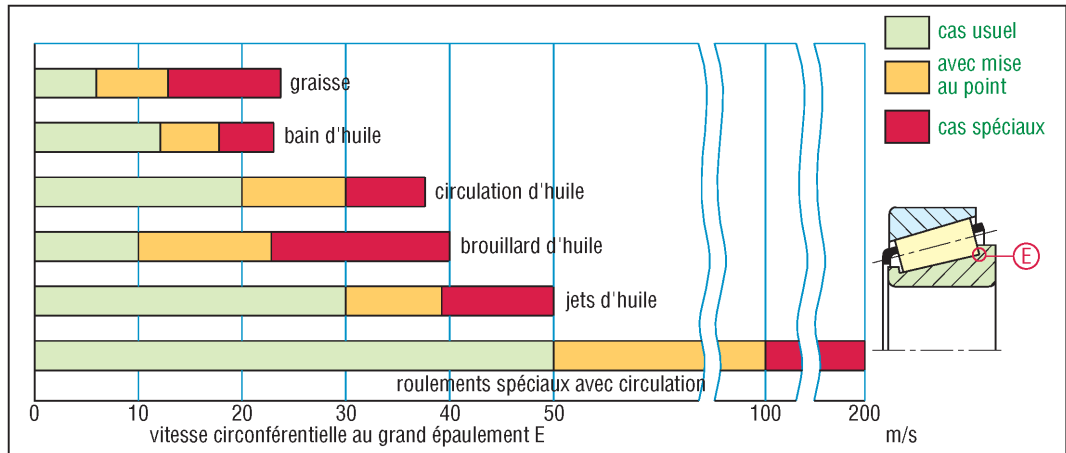 graisse
bain d'huile
circulation d'huile
brouillard d'huile
jets d'huile
roulements spéciaux avec circulation
0 10 20 30 40 50 100 200
vitesse circonférentielle au grand épaulement E
m/s
cas usuel
avec mise
au point
cas spéciaux
E